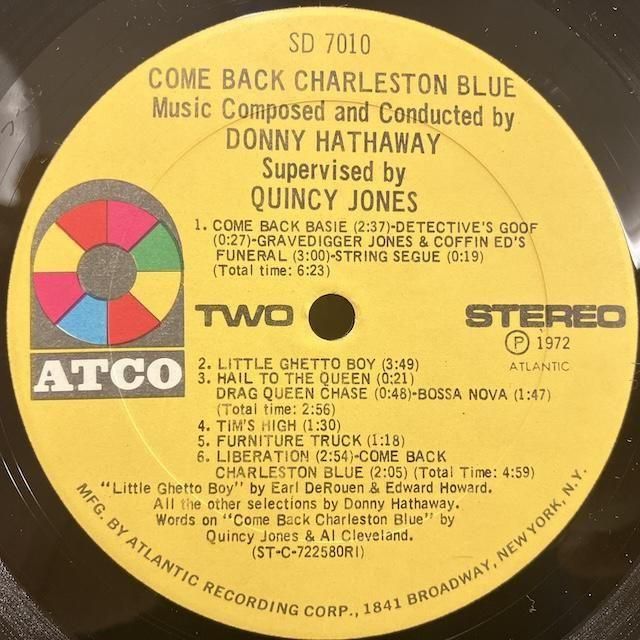 SD 7010
COME BACK CHARLESTON BLUE
Music Composed and Conducted by
DONNY HATHAWAY
Supervised by
QUINCY JONES
1. COME BACK BASIE (2:37)-DETECTIVE'S GOOF
(0:27)-GRAVEDIGGER JONES & COFFIN ED'S
FUNERAL (3:00)-STRING SEGUE (0:19)
(Total time: 6:23)
ATCO
TWO
STEREO
Ⓟ 1972
ATLANTIC
2. LITTLE GHETTO BOY (3:49)
3. HAIL TO THE QUEEN (0:21)
DRAG QUEEN CHASE (0:48)-BOSSA NOVA (1:47)
(Total time: 2:56)
4. TIM'S HIGH (1:30)
5. FURNITURE TRUCK (1:18)
6. LIBERATION (2:54)-COME BACK
CHARLESTON BLUE (2:05) (Total Time: 4:59)
"Little Ghetto Boy" by Earl DeRouen & Edward Howard.
All the other selections by Donny Hathaway.
Words on "Come Back Charleston Blue" by
Quincy Jones & Al Cleveland.
(ST-C-722580RI)
MFG. BY ATLANTIC RECORDING CORP., 1841 BROADWAY, NEW YORK, N.Y.